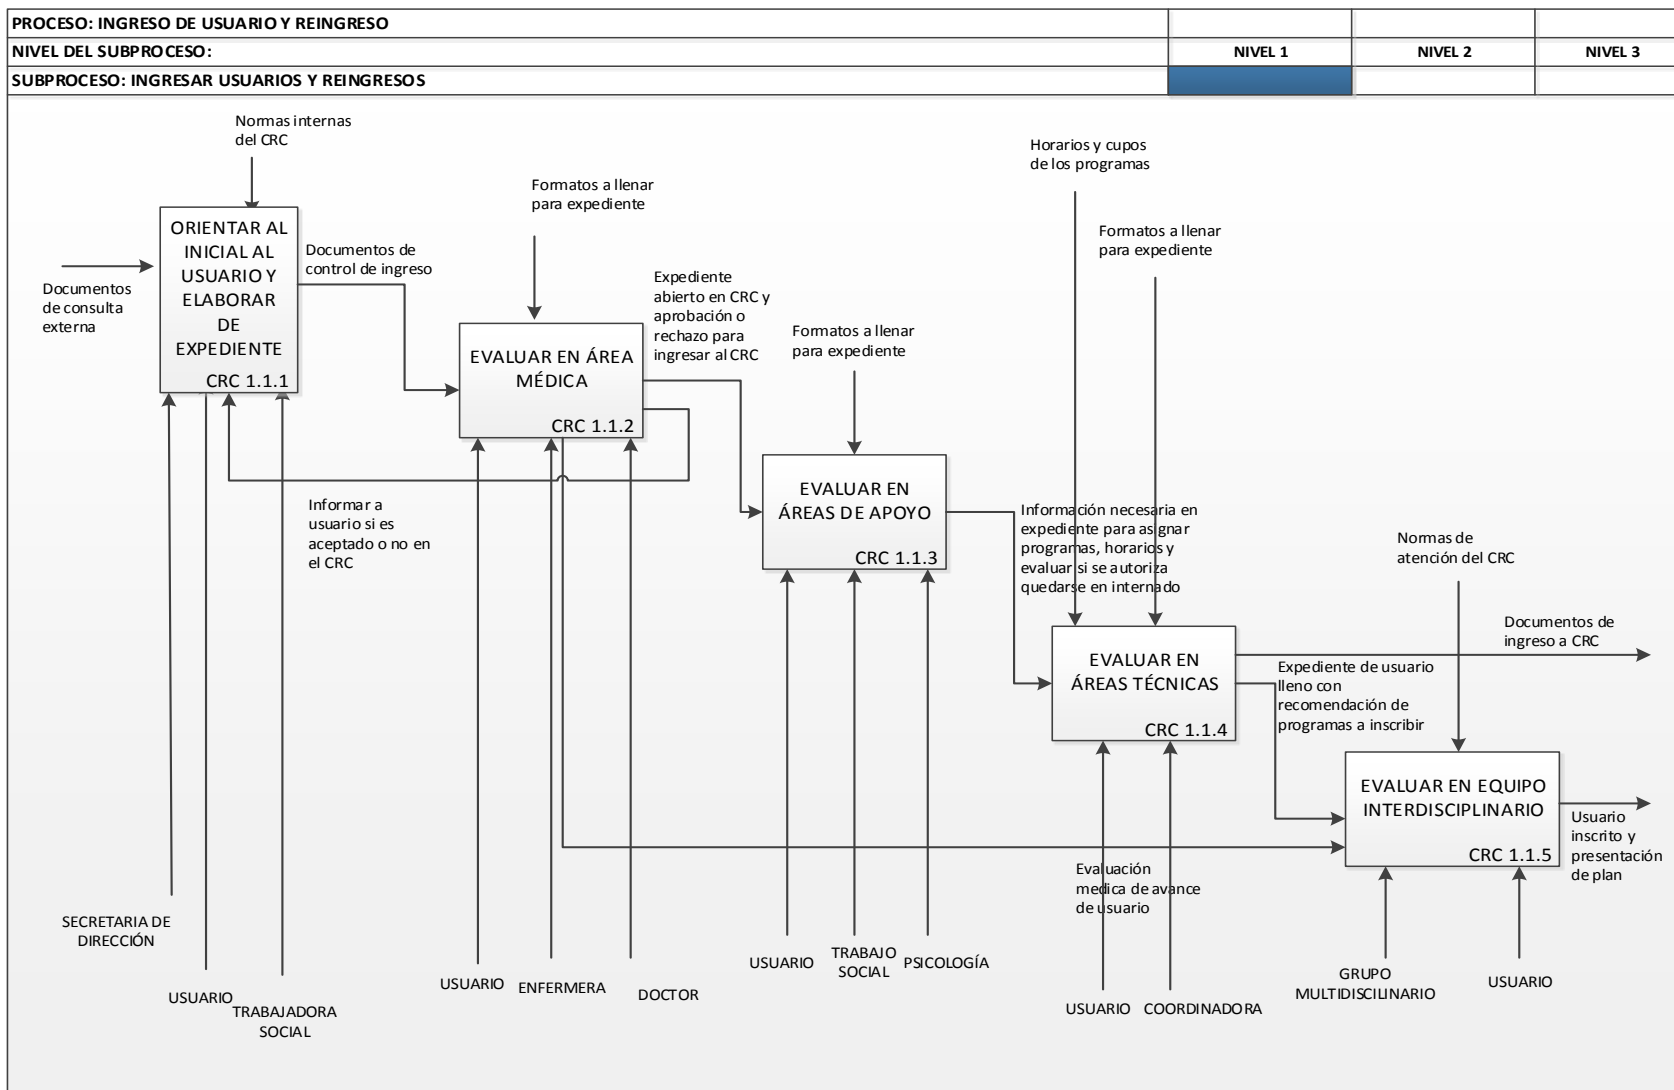 PROCESO: INGRESO DE USUARIO Y REINGRESO
NIVEL DEL SUBPROCESO:
NIVEL 1
NIVEL 2
NIVEL 3
SUBPROCESO: INGRESAR USUARIOS Y REINGRESOS
Normas internas
del CRC
Horarios y cupos
de los programas
Formatos a llenar
para expediente
ORIENTAR AL
INICIAL AL
USUARIO Y
ELABORAR
DE
EXPEDIENTE
CRC 1.1.1
Documentos
de consulta
externa
Documentos de
control de ingreso
Formatos a llenar
para expediente
Expediente
abierto en CRC y
aprobación o
rechazo para
ingresar al CRC
Formatos a llenar
para expediente
EVALUAR EN ÁREA
MÉDICA
CRC 1.1.2
Informar a
usuario si es
aceptado o no en
el CRC
EVALUAR EN
ÁREAS DE APOYO
CRC 1.1.3
Información necesaria en
expediente para asignar
programas, horarios y
evaluar si se autoriza
quedarse en internado
Normas de
atención del CRC
Documentos de
ingreso a CRC
EVALUAR EN
ÁREAS TÉCNICAS
CRC 1.1.4
Expediente de usuario
lleno con
recomendación de
programas a inscribir
EVALUAR EN EQUIPO
INTERDISCIPLINARIO
CRC 1.1.5
Usuario
inscrito y
presentación
de plan
Evaluación
medica de avance
de usuario
SECRETARIA DE
DIRECCIÓN
USUARIO
TRABAJADORA
SOCIAL
USUARIO
ENFERMERA
DOCTOR
USUARIO
TRABAJO
SOCIAL
PSICOLOGÍA
USUARIO
COORDINADORA
GRUPO
MULTIDISCILINARIO
USUARIO